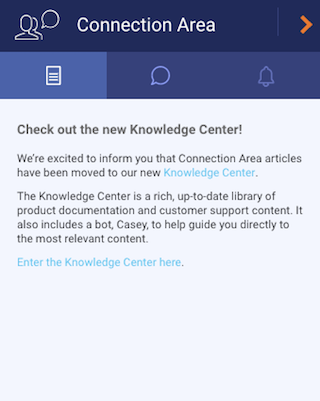 Connection Area
Check out the new Knowledge Center!
We're excited to inform you that Connection Area articles
have been moved to our new Knowledge Center.
The Knowledge Center is a rich, up-to-date library of
product documentation and customer support content. It
also includes a bot, Casey, to help guide you directly to
the most relevant content.
Enter the Knowledge Center here.